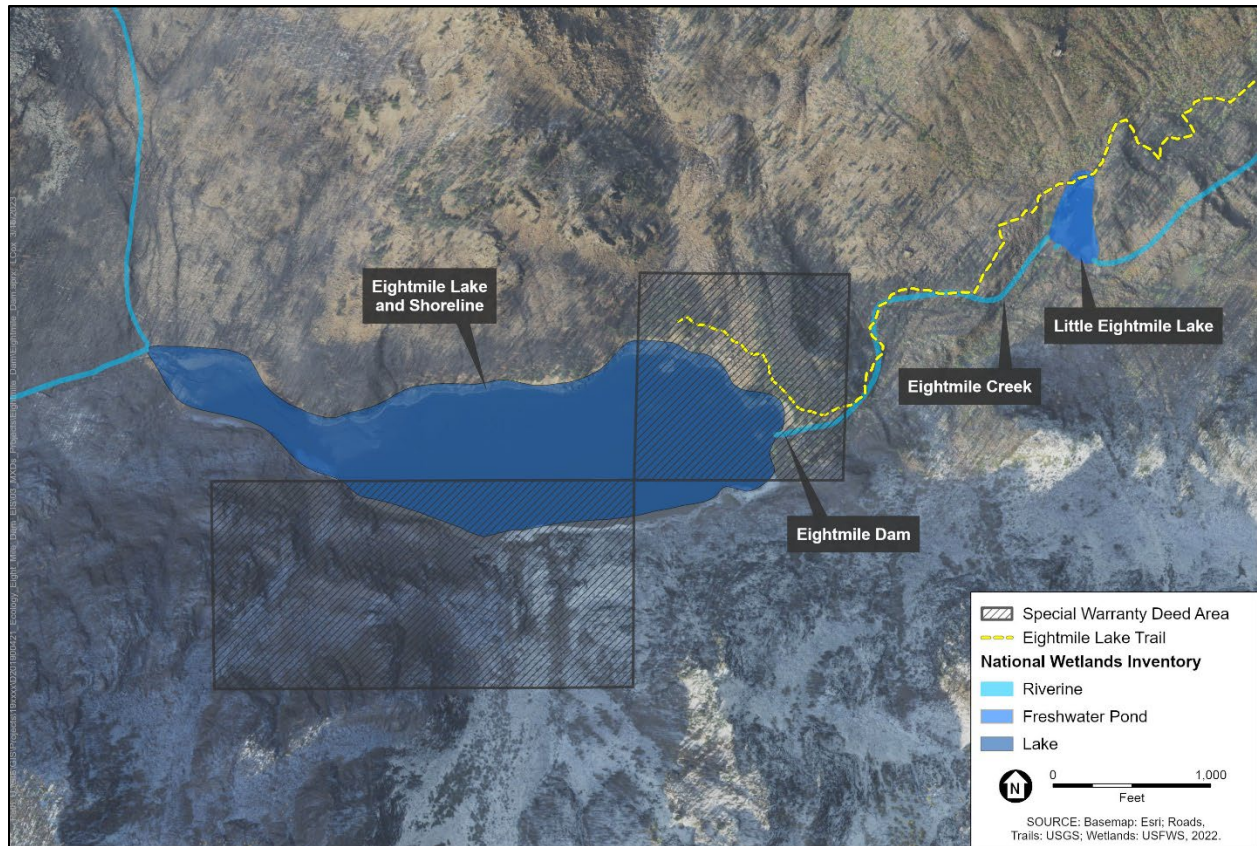 Eightmile Lake
and Shoreline
Little Eightmile Lake
Eightmile Creek
Eightmile Dam
Special Warranty Deed Area
Eightmile Lake Trail
National Wetlands Inventory
Riverine
Freshwater Pond
Lake
N
0 1,000
Feet
SOURCE: Basemap: Esri; Roads,
Trails: USGS; Wetlands: USFWS, 2022.